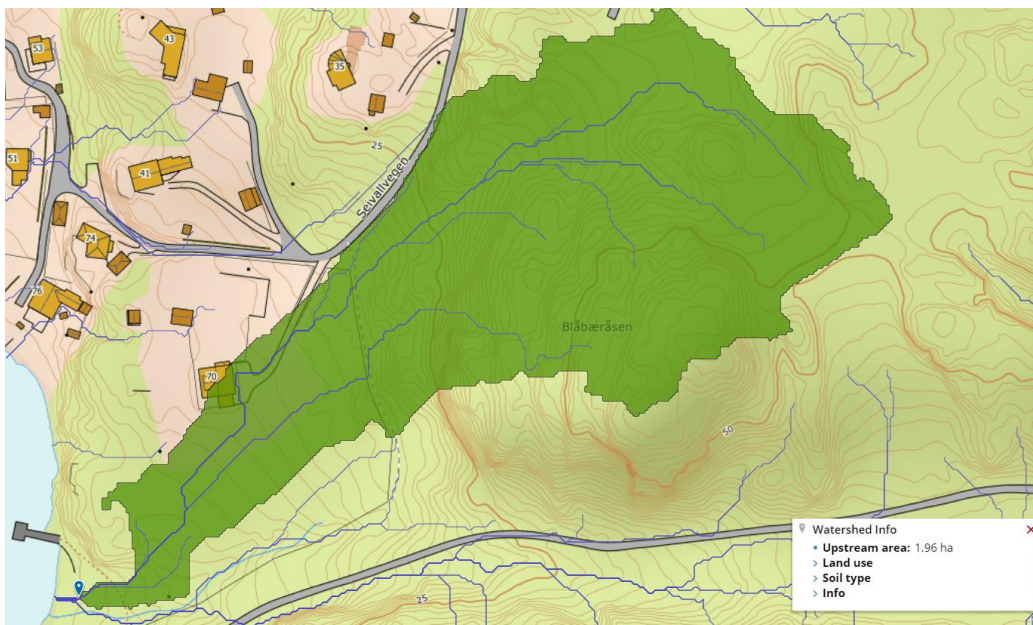 53
43
35
51
41
25
Selvallvegen
74
76
70
Blåbæråsen
50
25
Watershed Info
Upstream area: 1.96 ha
Land use
Soil type
Info